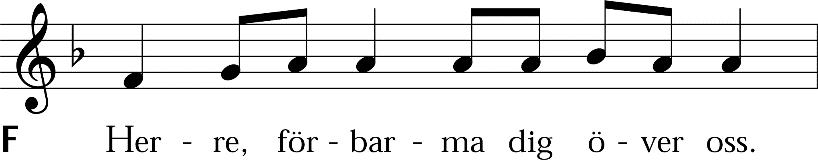 F Her - re, för - bar - ma dig ö - ver oss.